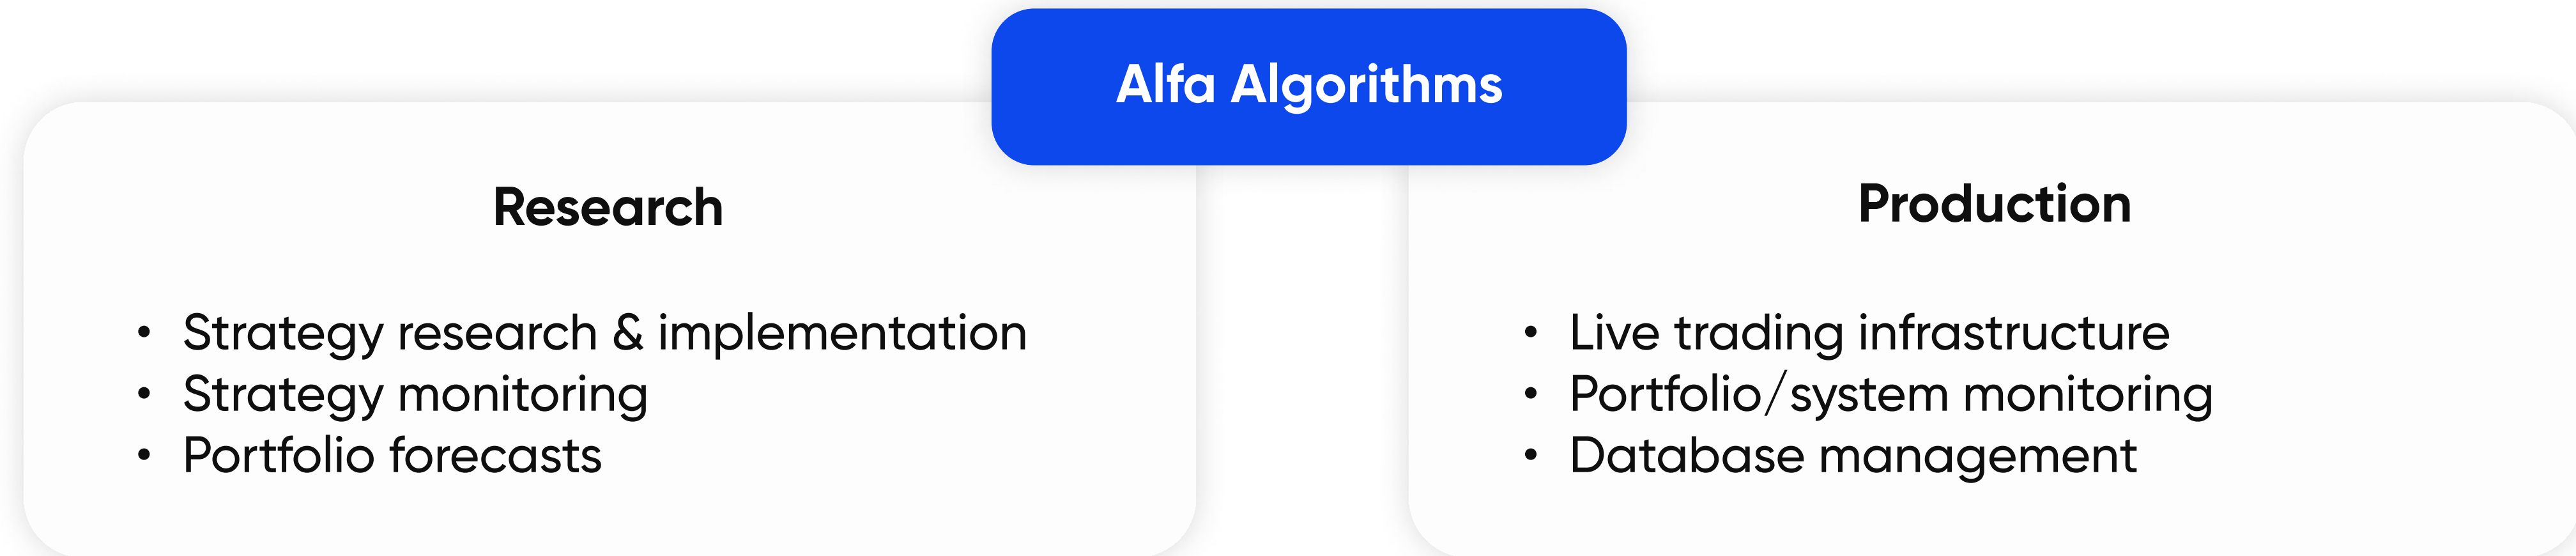 Alfa Algorithms
Research
• Strategy research & implementation
• Strategy monitoring
• Portfolio forecasts
Production
• Live trading infrastructure
• Portfolio/system monitoring
• Database management